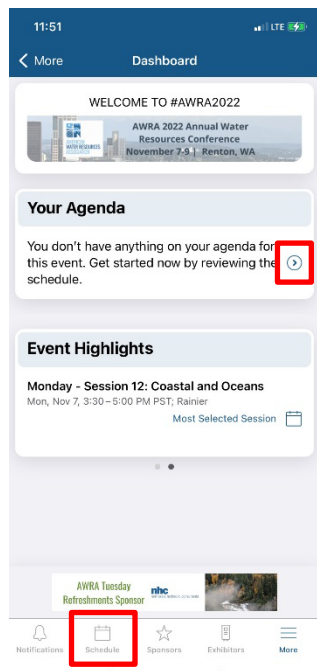 11:51
LTE
More
Dashboard
WELCOME TO #AWRA2022
AWRA 2022 Annual Water
Resources Conference
November 7-9 | Renton, WA
Your Agenda
You don't have anything on your agenda for
this event. Get started now by reviewing the
schedule.
Event Highlights
Monday - Session 12: Coastal and Oceans
Mon, Nov 7, 3:30 – 5:00 PM PST; Rainier
Most Selected Session
AWRA Tuesday
Refreshments Sponsor
nhc
Notifications
Schedule
Sponsors
Exhibitors
More